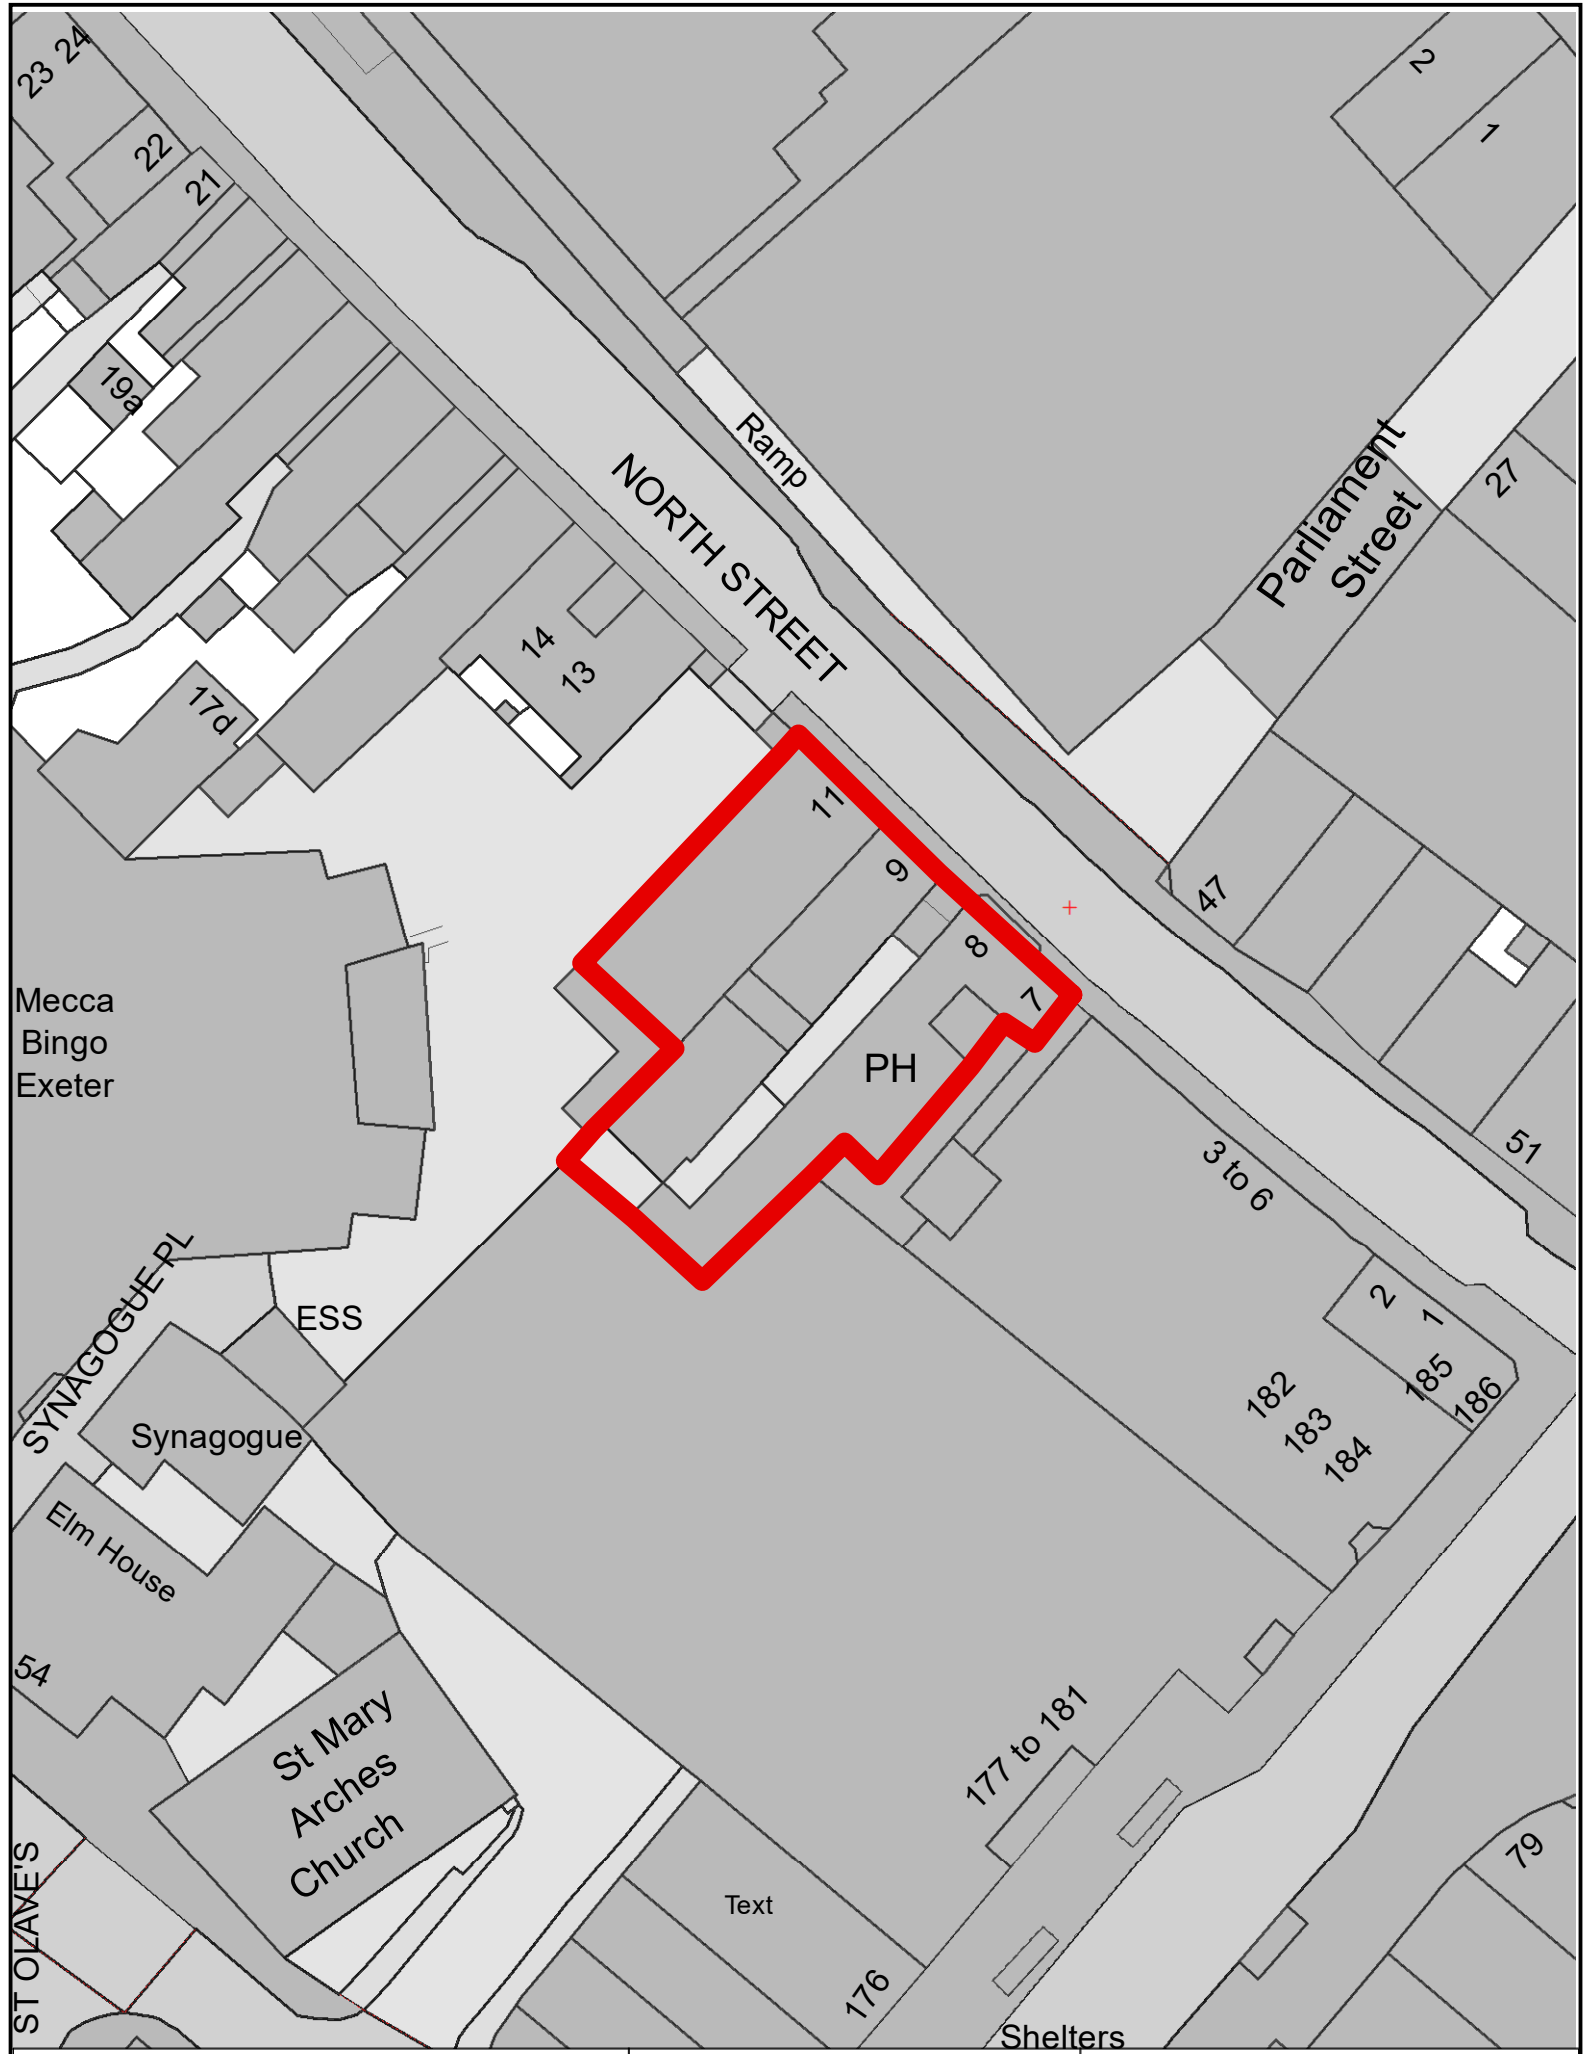 23
24
2
1
22
21
19a
Ramp
27
NORTH STREET
Parliament
Street
14
13
17d
11
9
47
8
7
Mecca
Bingo
Exeter
PH
51
3 to 6
SYNAGOGUE PL
ESS
2
1
185
186
182
183
184
Synagogue
Elm House
54
St Mary
Arches
Church
177 to 181
79
Text
176
ST OLAVE'S
Shelters